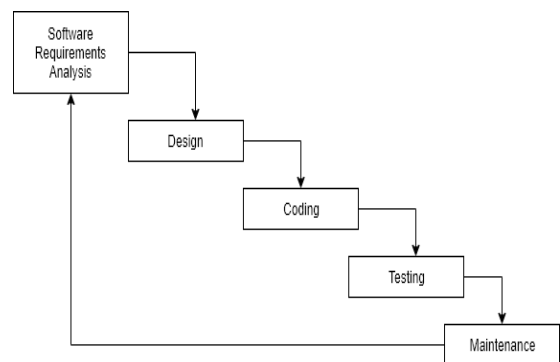 Software
Requirements
Analysis
Design
Coding
Testing
Maintenance